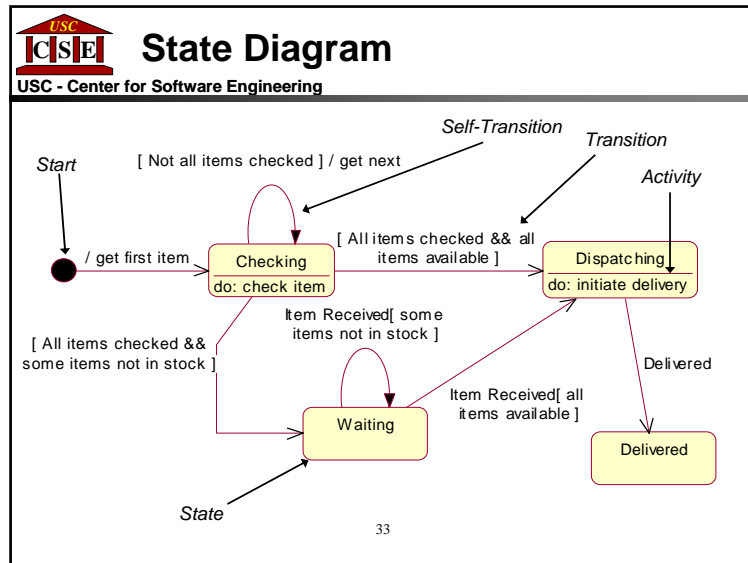 USC
C S E
State Diagram
USC - Center for Software Engineering
Self-Transition
Transition
Start
[ Not all items checked ] / get next
Activity
/ get first item
Checking
do: check item
[ All items checked && all
items available ]
Dispatching
do: initiate delivery
[ All items checked &&
some items not in stock ]
Item Received[ some
items not in stock ]
Item Received[ all
items available ]
Delivered
Waiting
Delivered
State
33